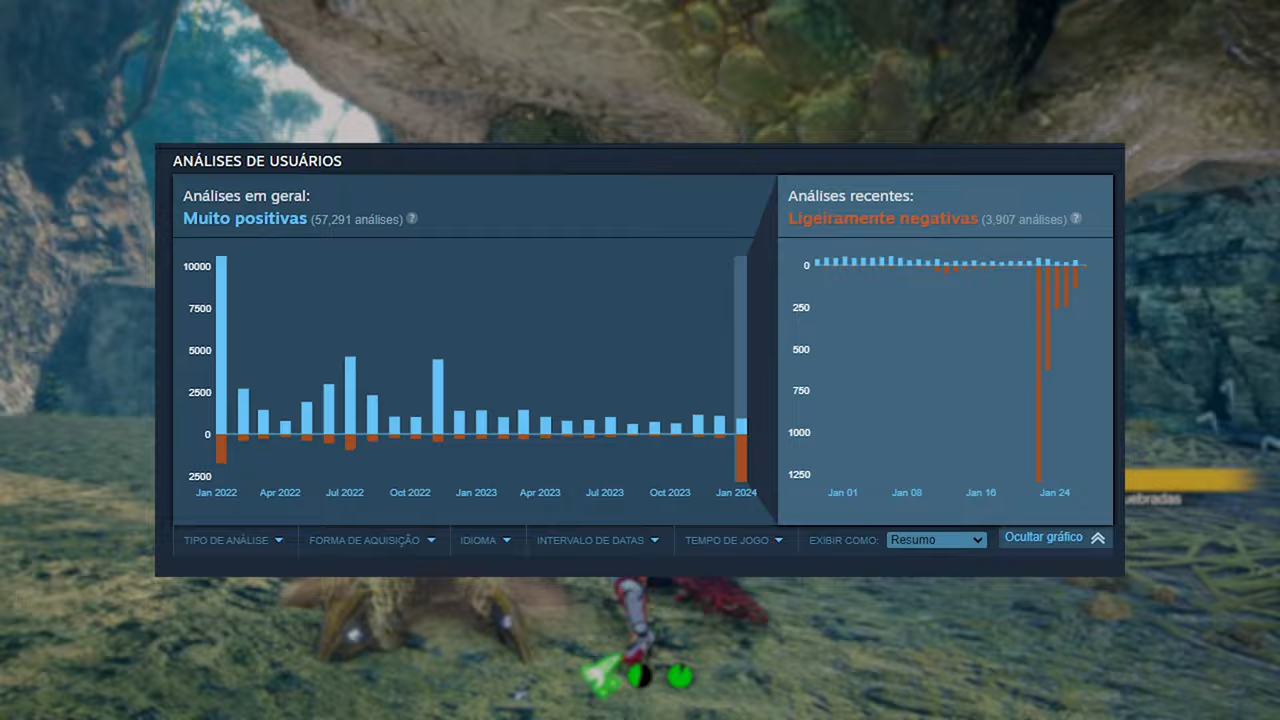 ANÁLISES DE USUÁRIOS
Análises em geral:
Muito positivas (57,291 análises) ?
10000
7500
5000
2500
0
2500
Jan 2022 Apr 2022 Jul 2022 Oct 2022 Jan 2023 Apr 2023 Jul 2023 Oct 2023 Jan 2024
Análises recentes:
Ligeiramente negativas (3,907 análises) ?
0
250
500
750
1000
1250
Jan 01 Jan 08 Jan 16 Jan 24
TIPO DE ANÁLISE FORMA DE AQUISIÇÃO IDIOMA INTERVALO DE DATAS TEMPO DE JOGO EXIBIR COMO: Resumo Ocultar gráfico
uebradas